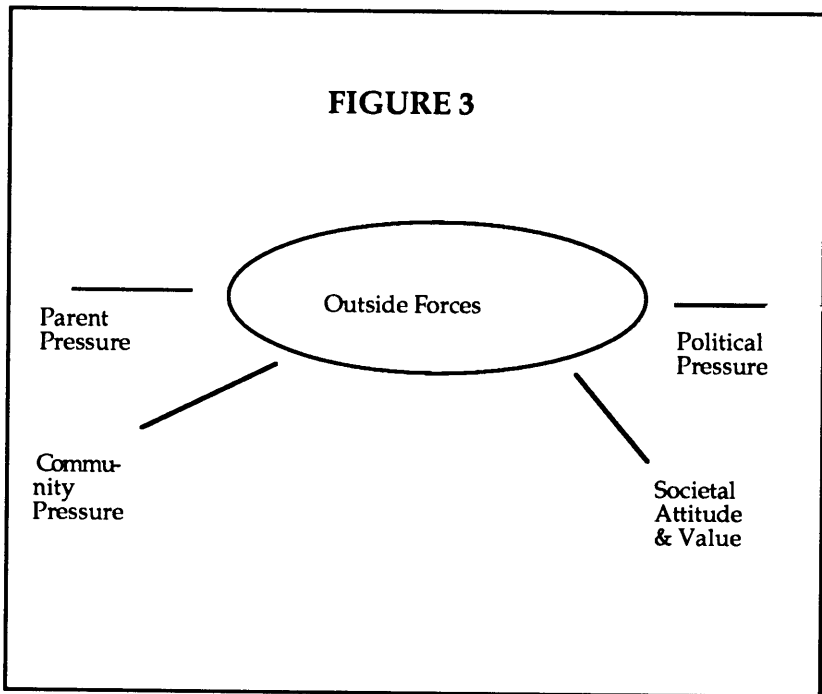 FIGURE 3
Outside Forces
Parent
Pressure
Political
Pressure
Commu-
nity
Pressure
Societal
Attitude
& Value